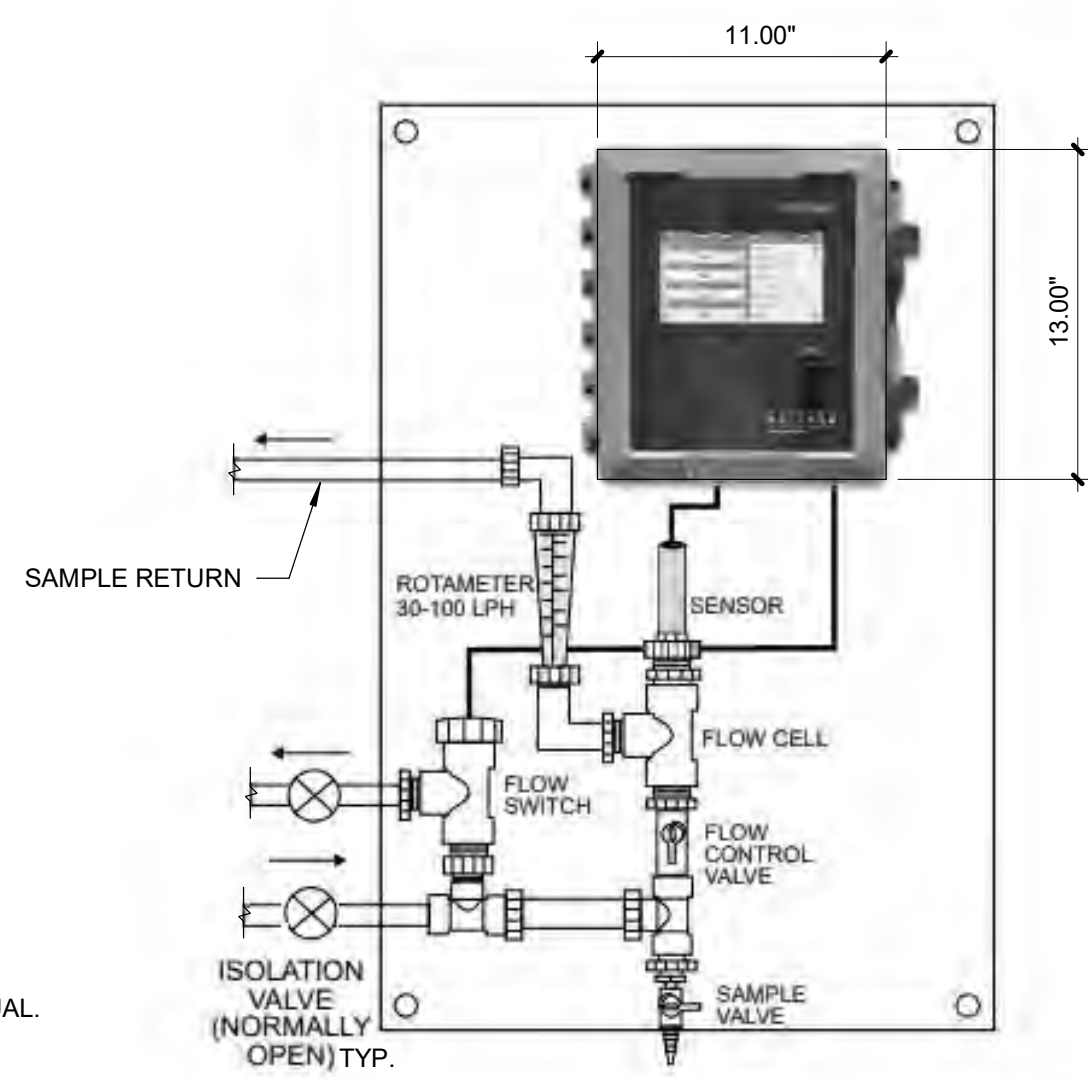 11.00"
13.00"
SAMPLE RETURN
ROTAMETER
30-100 LPH
SENSOR
FLOW CELL
FLOW
SWITCH
FLOW
CONTROL
VALVE
ISOLATION
VALVE
(NORMALLY
OPEN) TYP.
SAMPLE
VALVE
UAL.